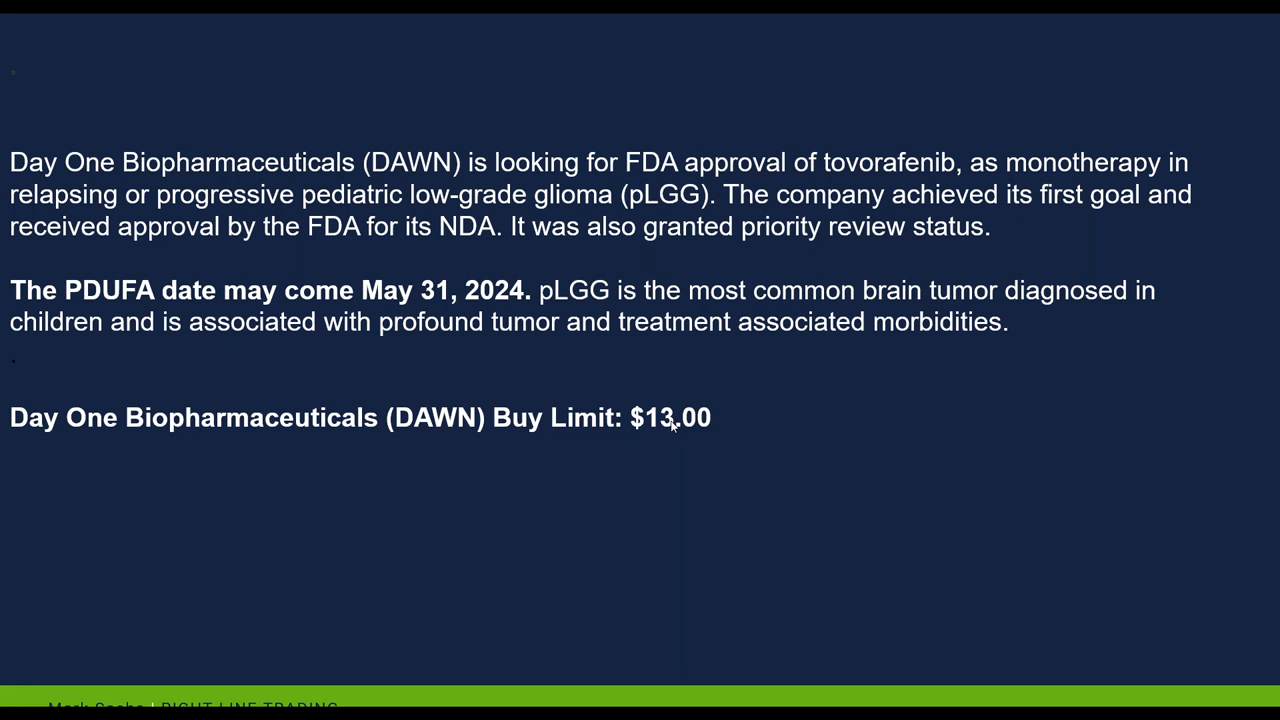 Day One Biopharmaceuticals (DAWN) is looking for FDA approval of tovorafenib, as monotherapy in
relapsing or progressive pediatric low-grade glioma (pLGG). The company achieved its first goal and
received approval by the FDA for its NDA. It was also granted priority review status.
The PDUFA date may come May 31, 2024. pLGG is the most common brain tumor diagnosed in
children and is associated with profound tumor and treatment associated morbidities.
Day One Biopharmaceuticals (DAWN) Buy Limit: $13.00
| RIGHT LINE TRADING